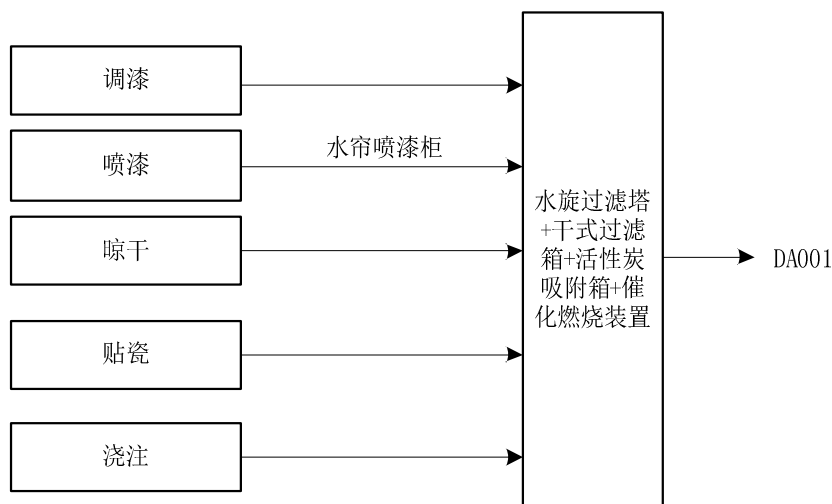 调漆
喷漆
水帘喷漆柜
晾干
贴瓷
浇注
水旋过滤塔
+干式过滤
箱+活性炭
吸附箱+催
化燃烧装置
DA001